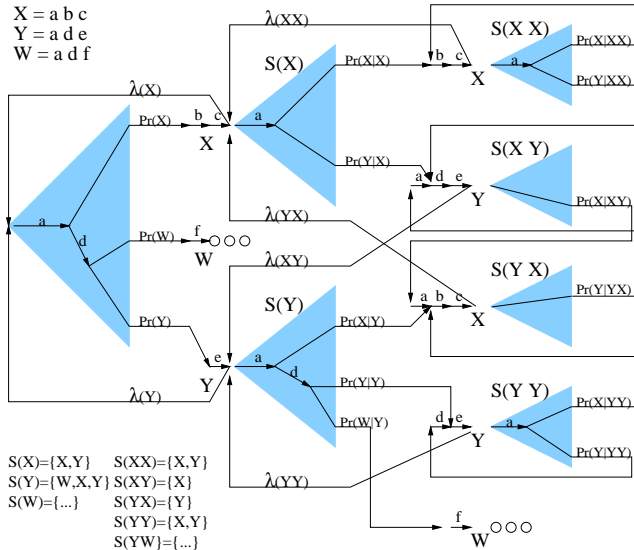 X = a b c
Y = a d e
W = a d f
λ(X)
Pr(X)
b c
X
a
d
Pr(W)
f
W
Pr(Y)
e
Y
λ(Y)
λ(XX)
S(X)
a
Pr(X|X)
Pr(Y|X)
λ(YX)
λ(XY)
S(Y)
a
d
Pr(X|Y)
Pr(Y|Y)
Pr(W|Y)
λ(YY)
b c
X
S(X X)
a
Pr(X|XX)
Pr(Y|XX)
a d e
Y
S(X Y)
Pr(X|XY)
a b c
X
S(Y X)
Pr(Y|YX)
d e
Y
S(Y Y)
a
Pr(X|YY)
Pr(Y|YY)
f
W
S(X)={X,Y}
S(Y)={W,X,Y}
S(W)={...}
S(XX)={X,Y}
S(XY)={X}
S(YX)={Y}
S(YY)={X,Y}
S(YW)={...}